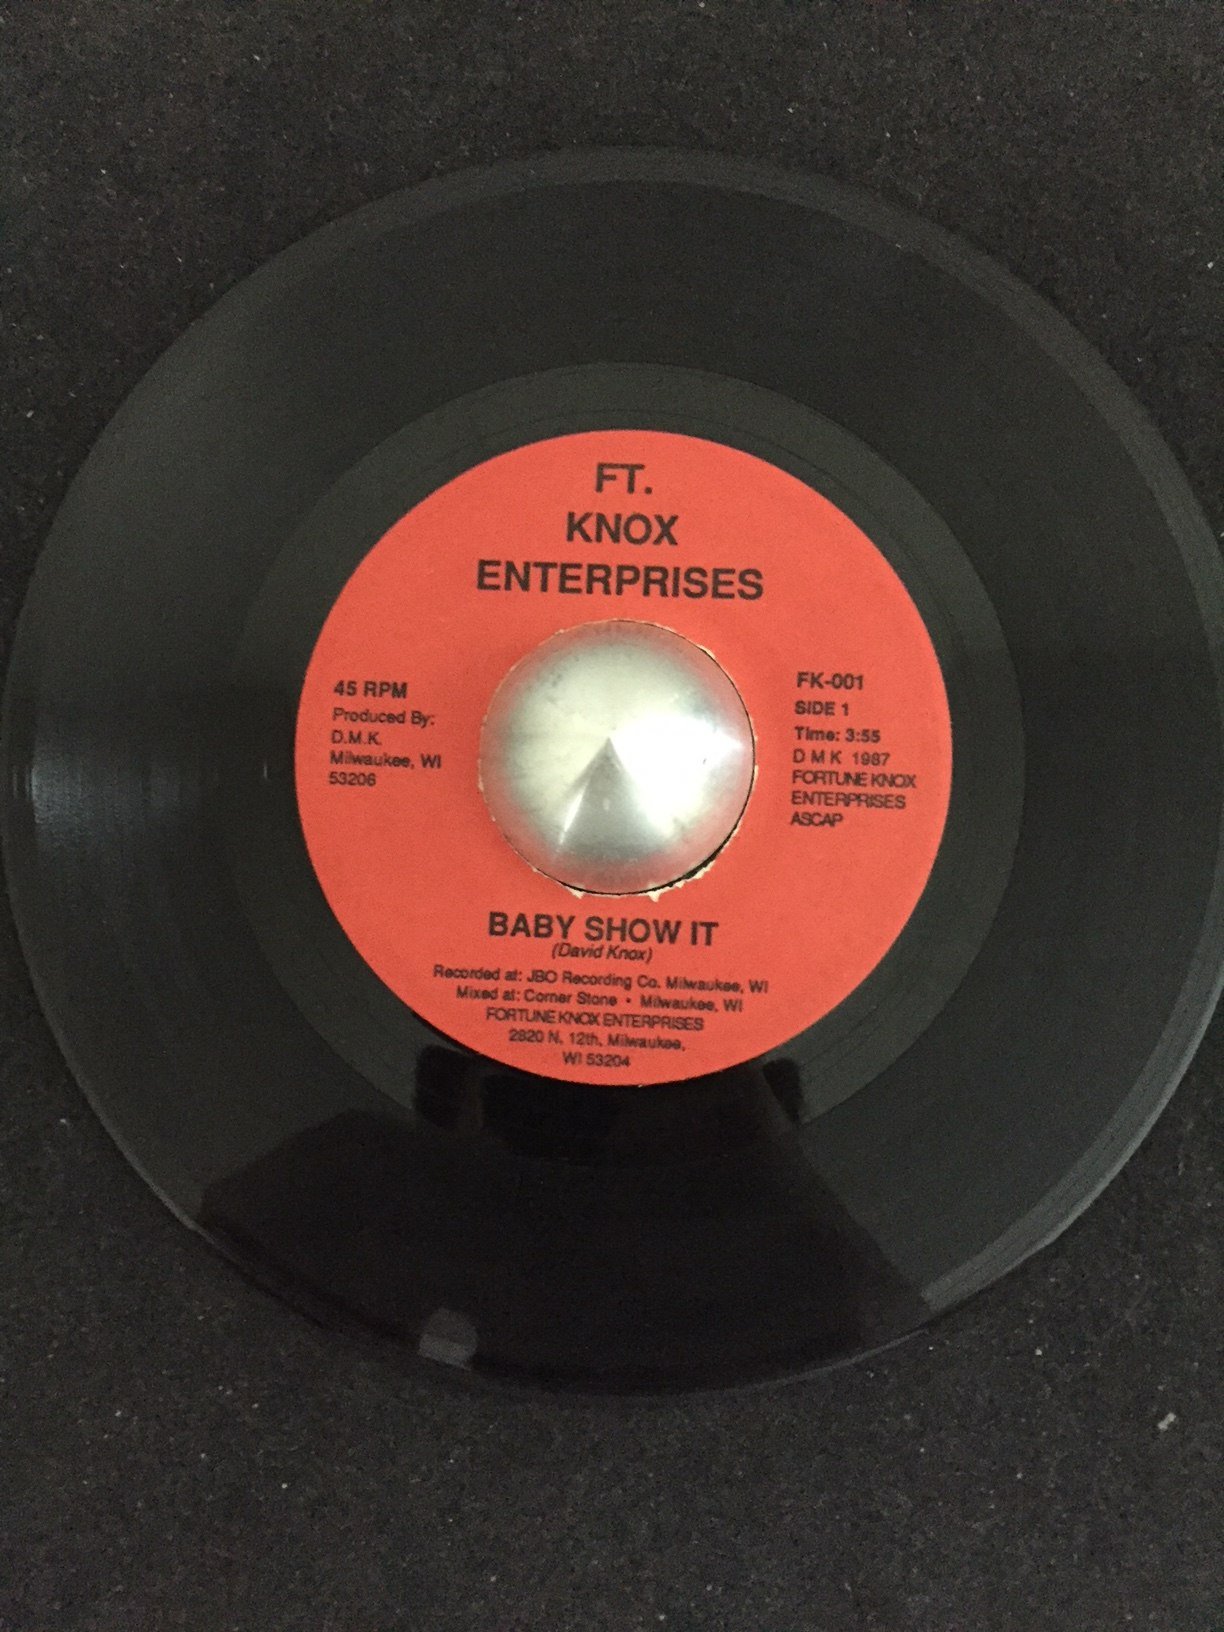 FT.
KNOX
ENTERPRISES
45 RPM
Produced By:
D.M.K.
Milwaukee, WI
53206
FK-001
SIDE 1
Time: 3:55
D M K 1987
FORTUNE KNOX
ENTERPRISES
ASCAP
BABY SHOW IT
(David Knox)
Recorded at: JBO Recording Co. Milwaukee, WI
Mixed at: Corner Stone • Milwaukee, WI
FORTUNE KNOX ENTERPRISES
2820 N. 12th, Milwaukee,
WI 53204